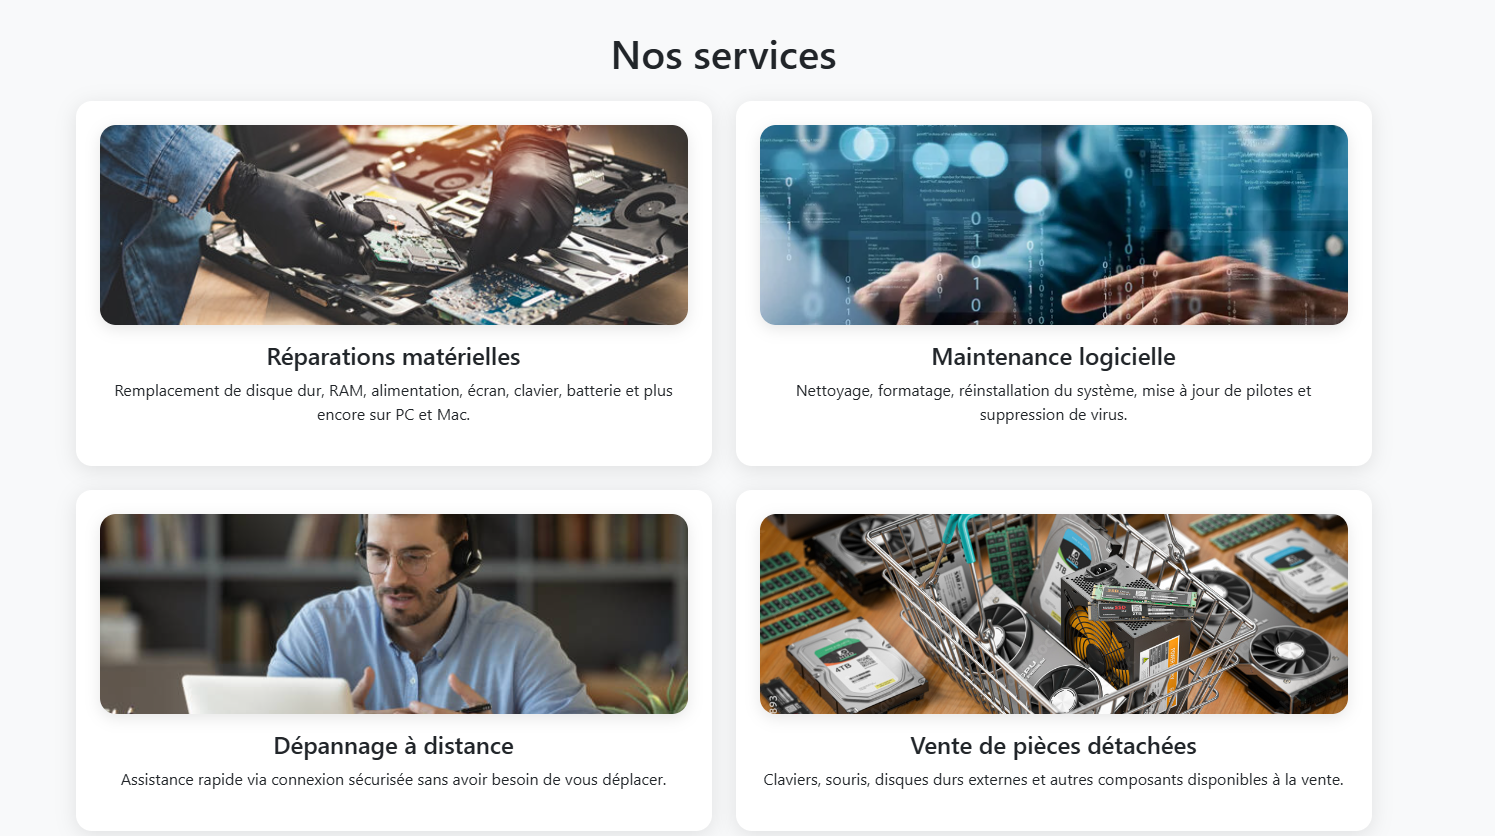 Nos services
Réparations matérielles
Remplacement de disque dur, RAM, alimentation, écran, clavier, batterie et plus
encore sur PC et Mac.
Maintenance logicielle
Nettoyage, formatage, réinstallation du système, mise à jour de pilotes et
suppression de virus.
4TB
3TB
Dépannage à distance
Assistance rapide via connexion sécurisée sans avoir besoin de vous déplacer.
Vente de pièces détachées
Claviers, souris, disques durs externes et autres composants disponibles à la vente.